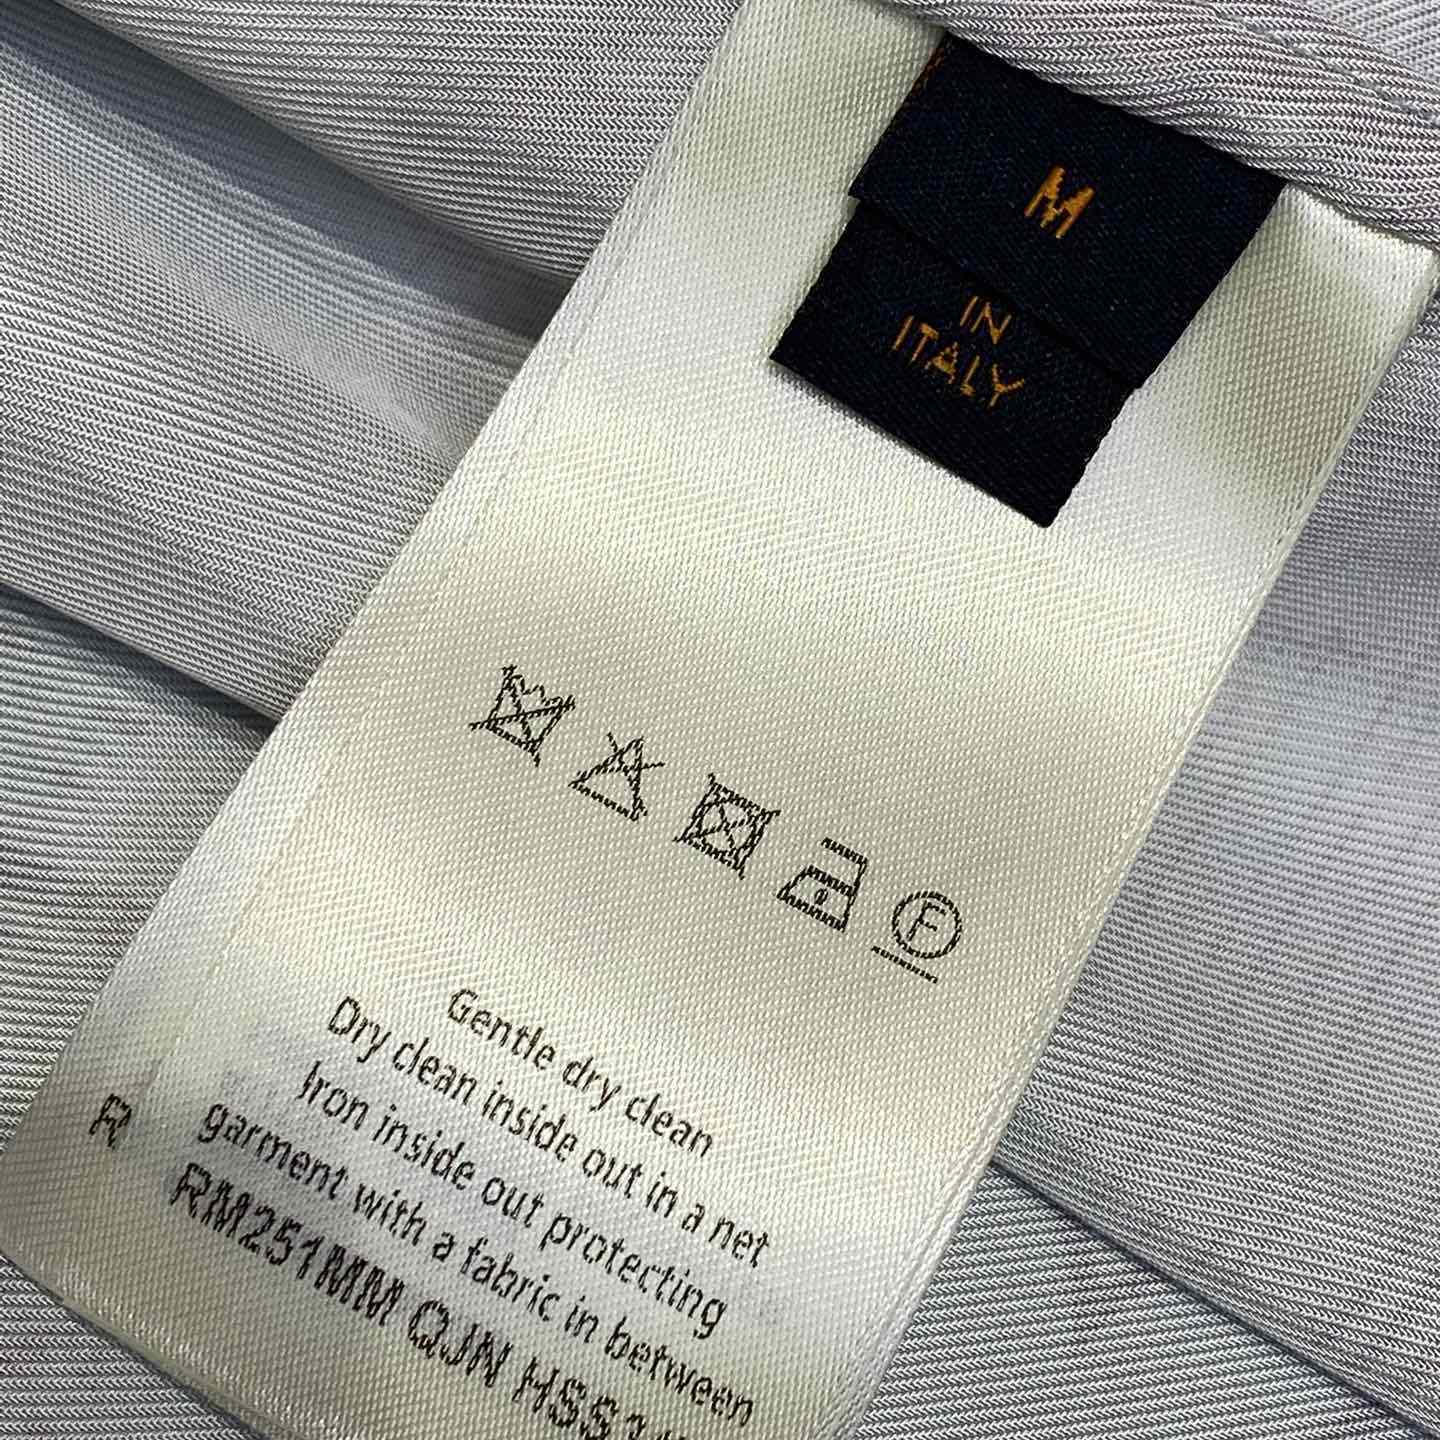 M
IN
ITALY
F
Gentle dry clean
Dry clean inside out in a net
Iron inside out protecting
garment with a fabric in between
R
RM251MM QJN